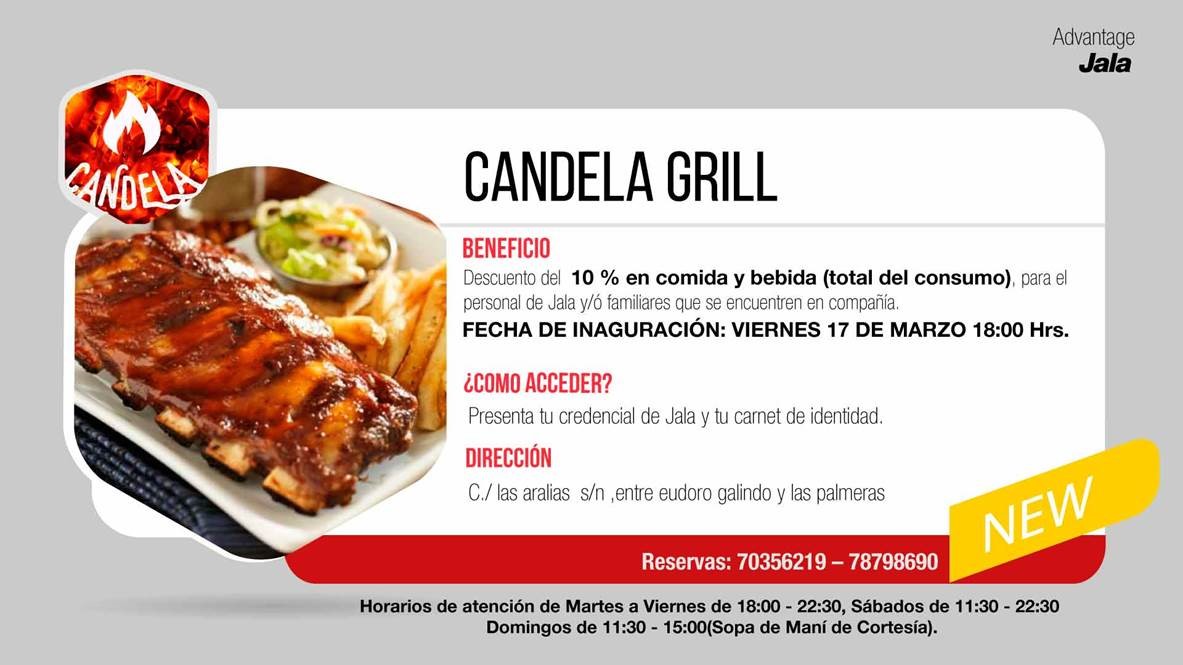 Advantage
Jala
CANDELA
CANDELA GRILL
BENEFICIO
Descuento del 10 % en comida y bebida (total del consumo), para el
personal de Jala y/ó familiares que se encuentren en compañía.
FECHA DE INAGURACIÓN: VIERNES 17 DE MARZO 18:00 Hrs.
¿COMO ACCEDER?
Presenta tu credencial de Jala y tu carnet de identidad.
DIRECCIÓN
C./ las aralias s/n ,entre eudoro galindo y las palmeras
NEW
Reservas: 70356219 – 78798690
Horarios de atención de Martes a Viernes de 18:00 - 22:30, Sábados de 11:30 - 22:30
Domingos de 11:30 - 15:00(Sopa de Maní de Cortesía).